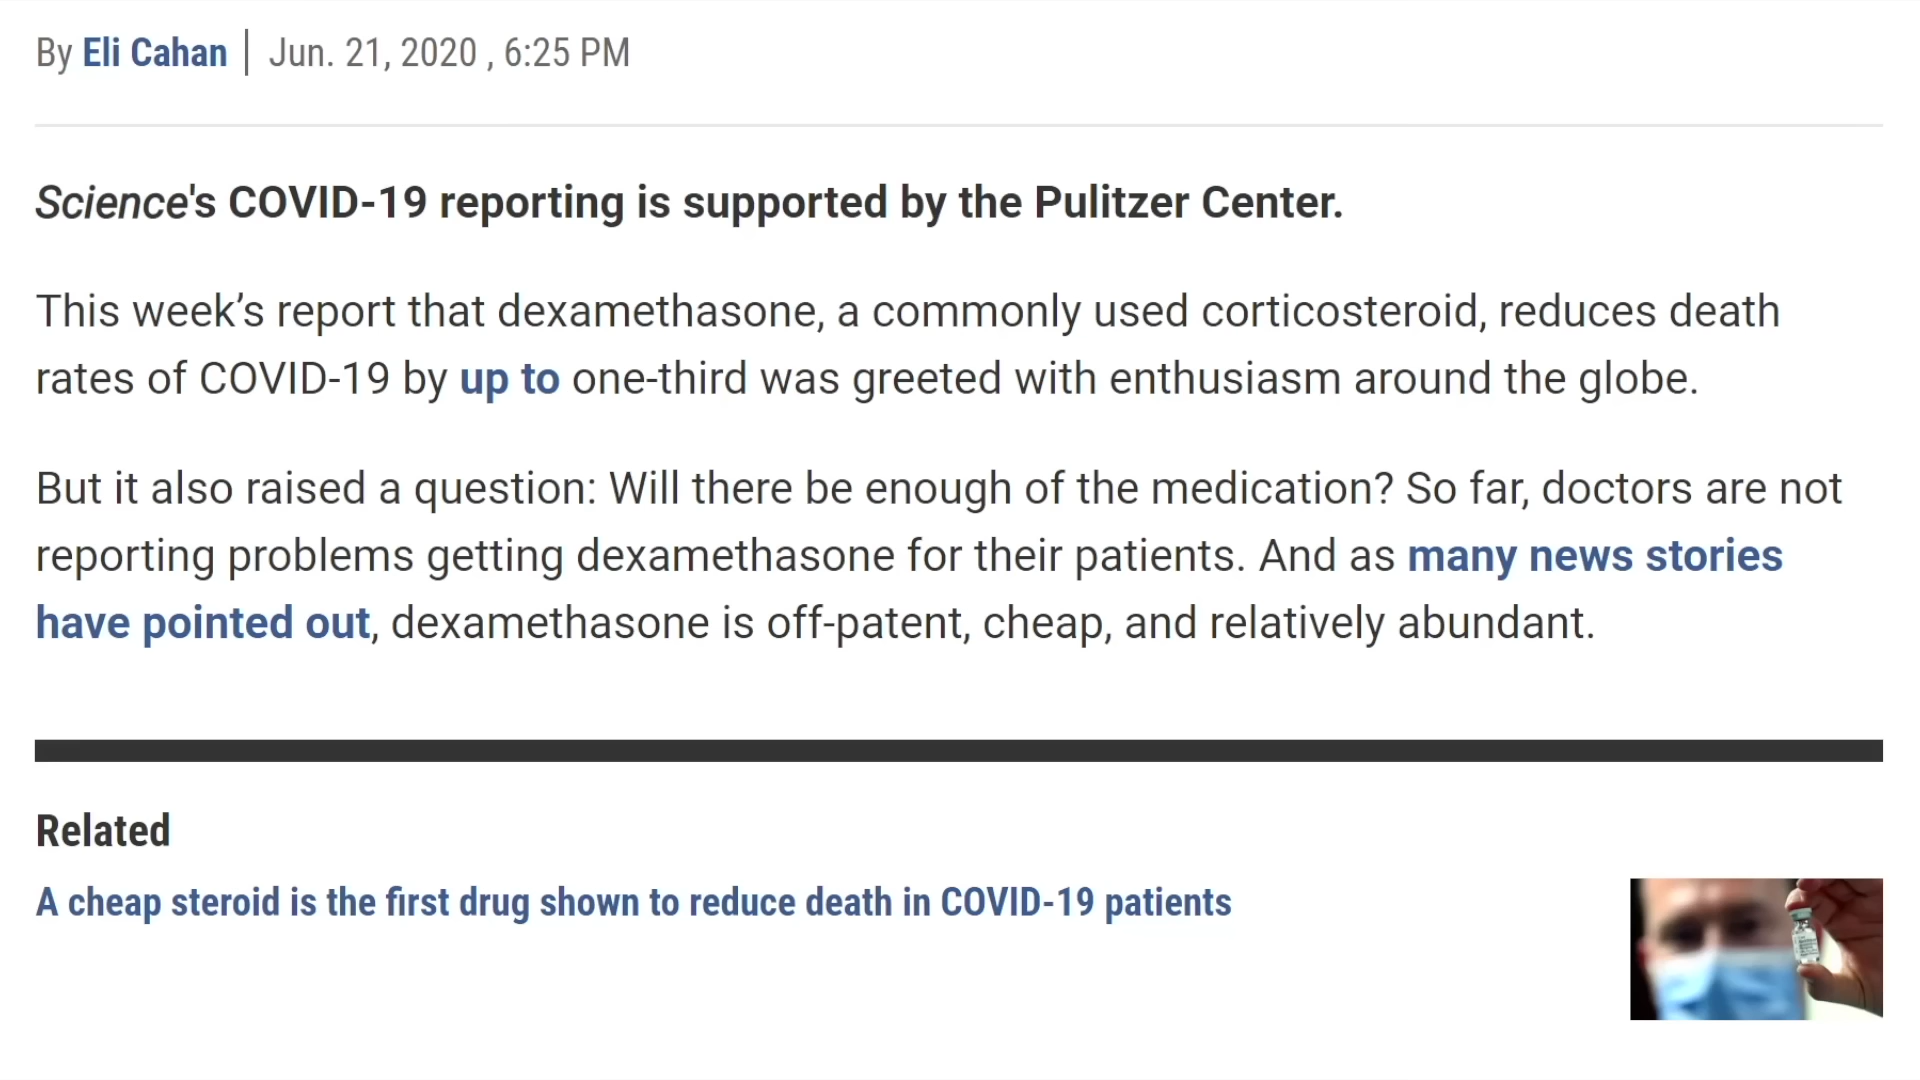 By Eli Cahan | Jun. 21, 2020 , 6:25 PM
Science's COVID-19 reporting is supported by the Pulitzer Center.
This week’s report that dexamethasone, a commonly used corticosteroid, reduces death
rates of COVID-19 by up to one-third was greeted with enthusiasm around the globe.
But it also raised a question: Will there be enough of the medication? So far, doctors are not
reporting problems getting dexamethasone for their patients. And as many news stories
have pointed out, dexamethasone is off-patent, cheap, and relatively abundant.
Related
A cheap steroid is the first drug shown to reduce death in COVID-19 patients